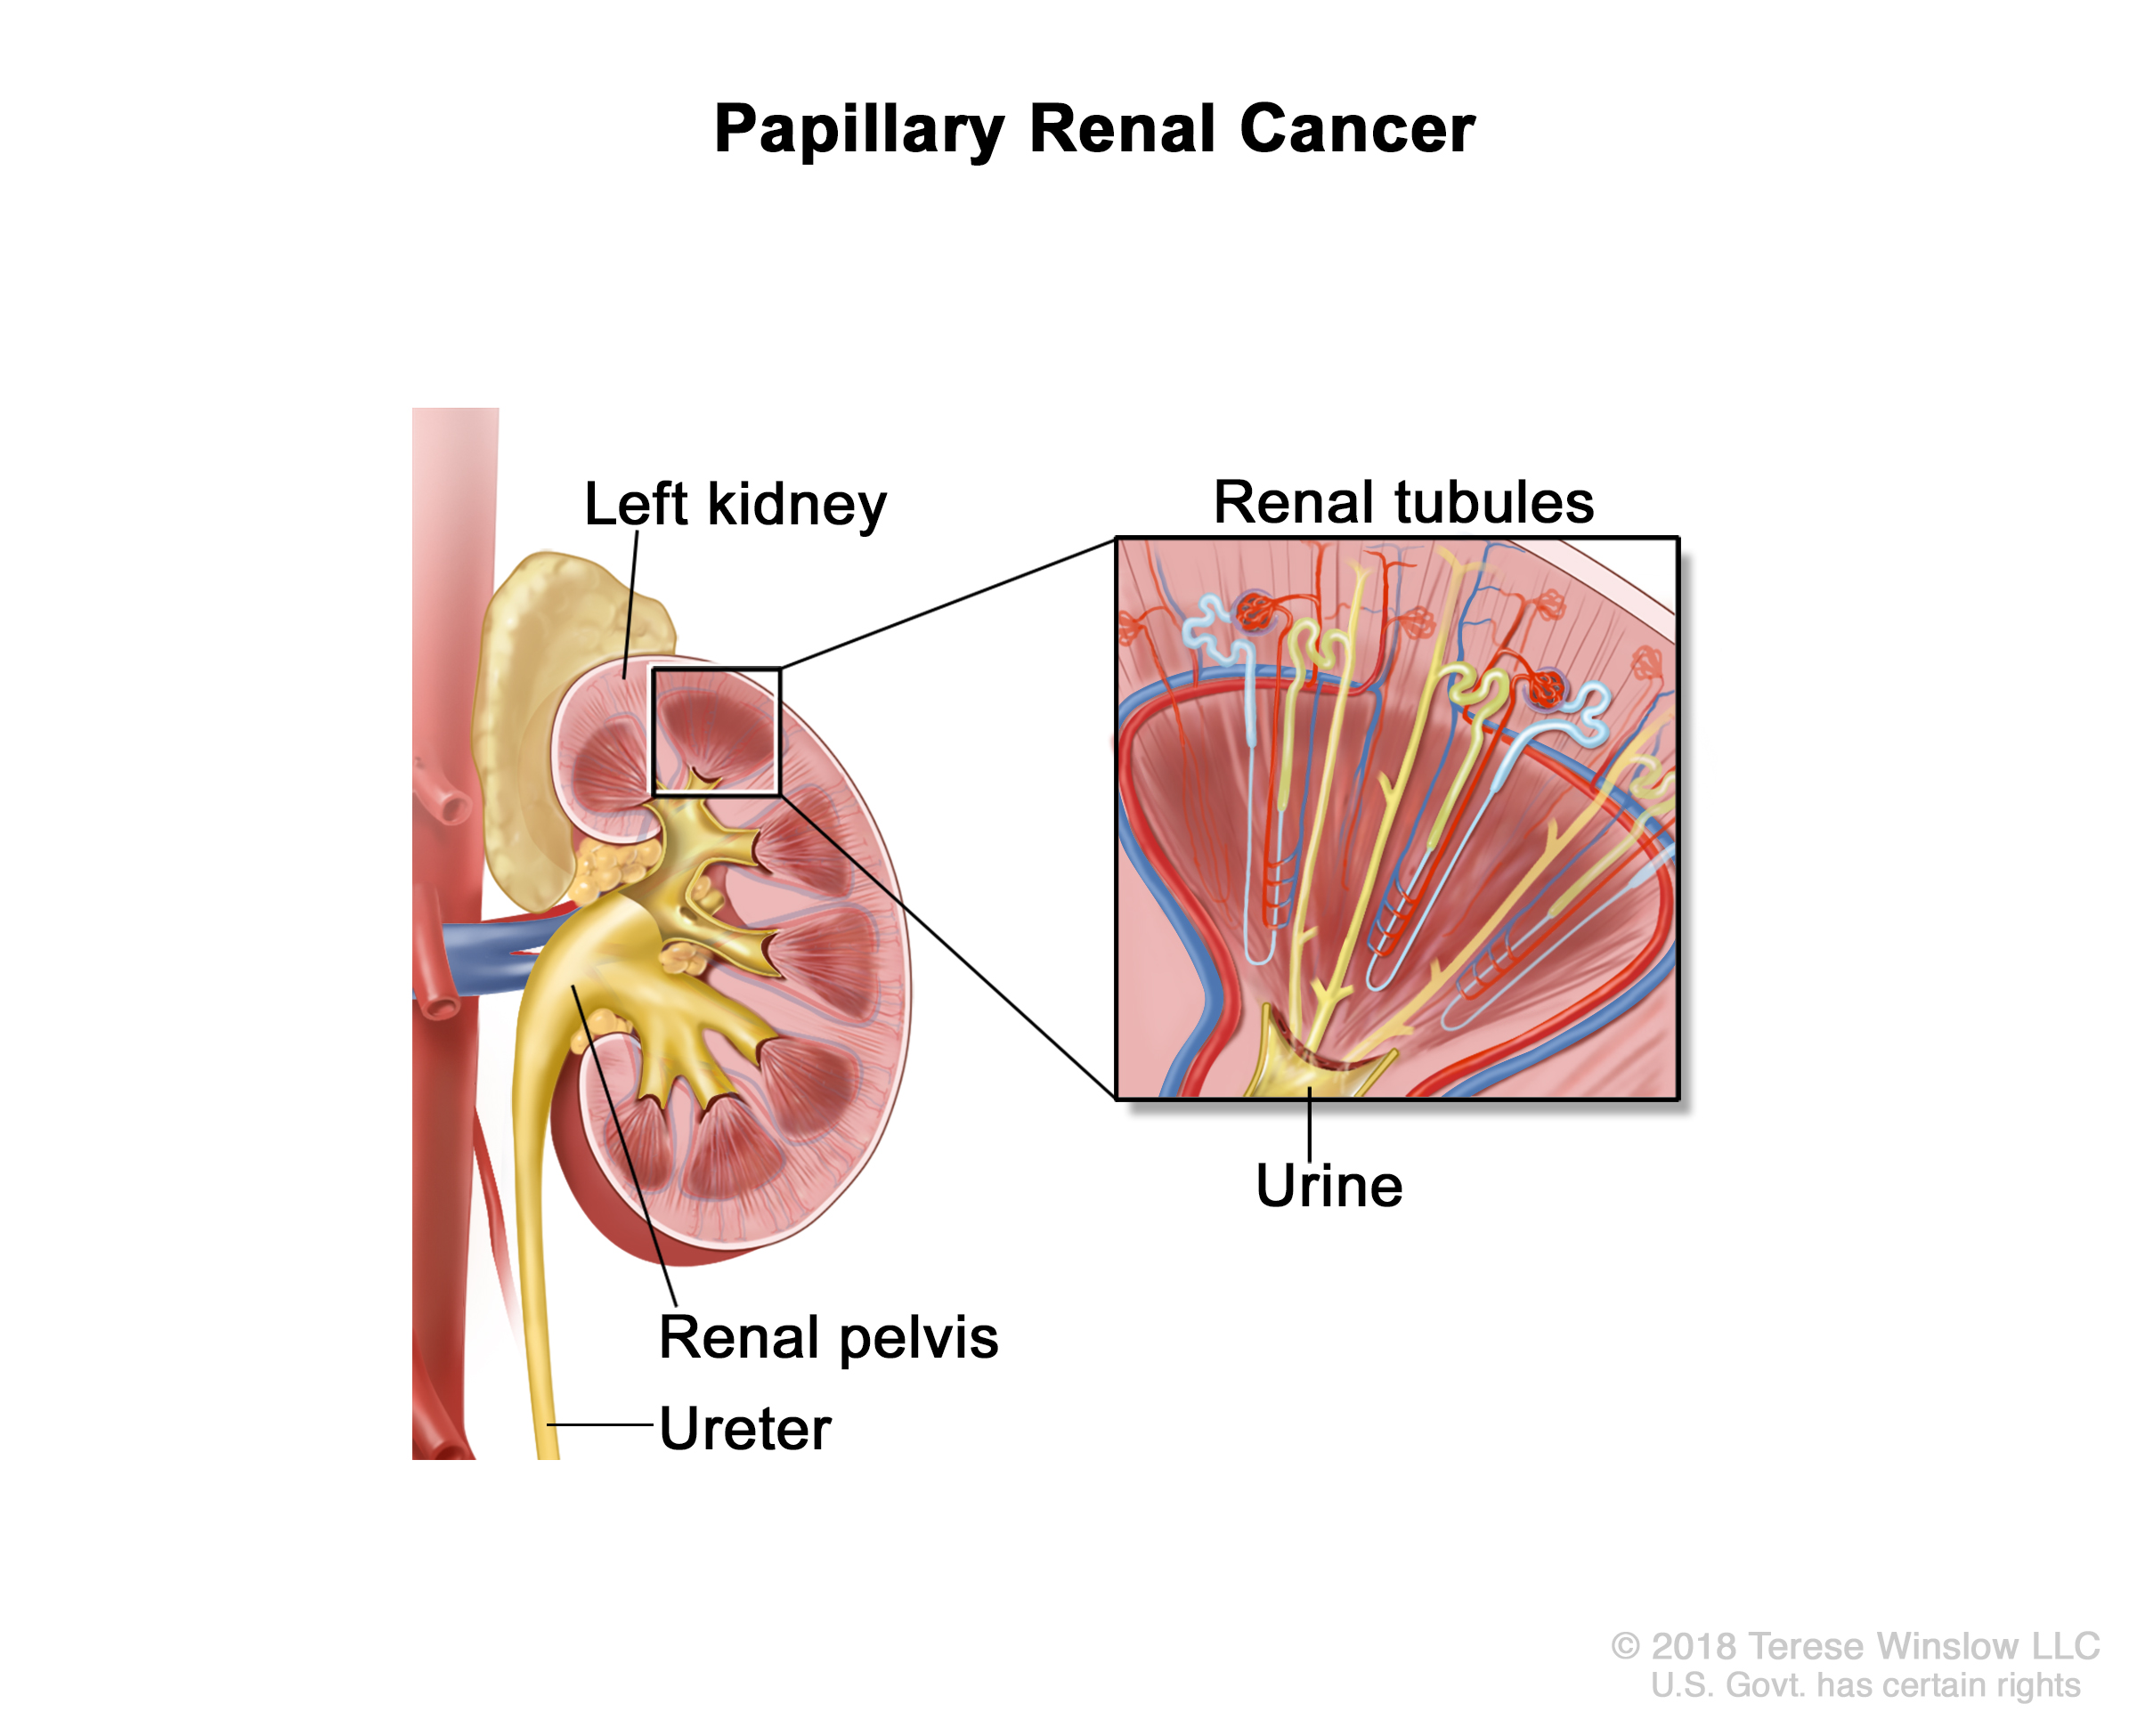 Papillary Renal Cancer
Left kidney
Renal tubules
Urine
Renal pelvis
Ureter
© 2018 Terese Winslow LLC
U.S. Govt. has certain rights